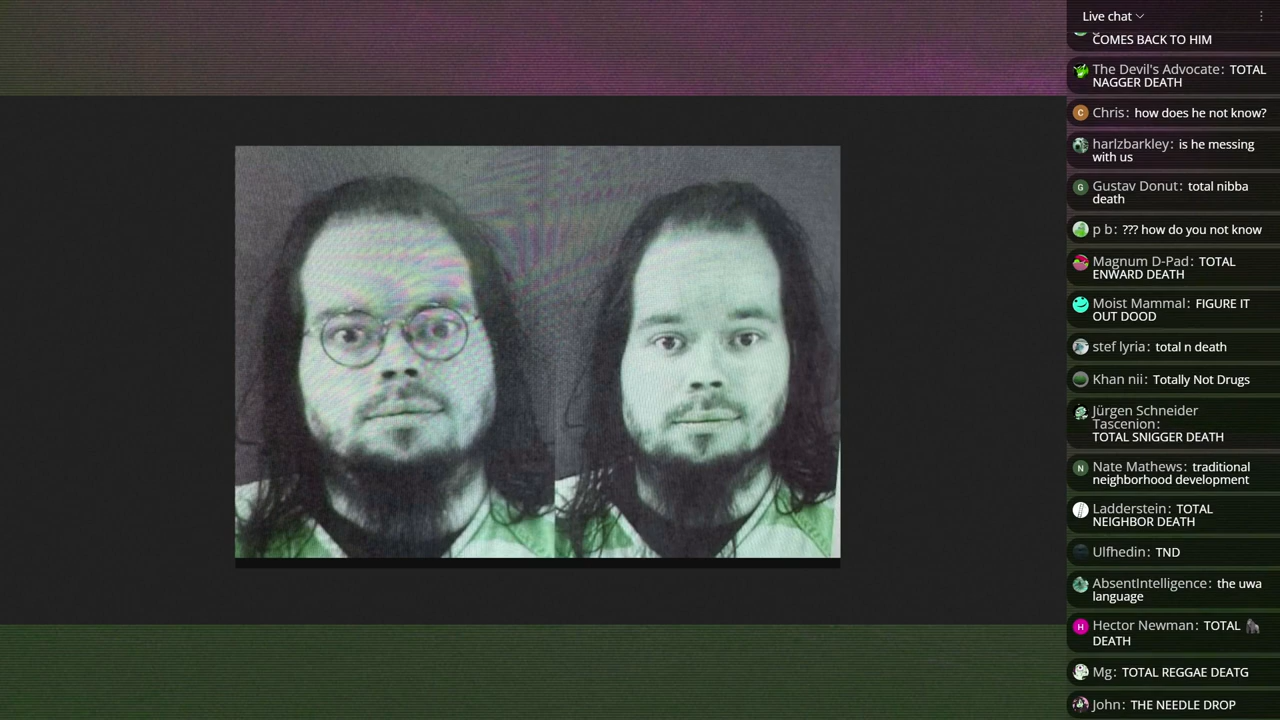 Live chat
COMES BACK TO HIM
The Devil's Advocate: TOTAL
NAGGER DEATH
C
Chris: how does he not know?
harlzbarkley: is he messing
with us
G
Gustav Donut: total nibba
death
p b: ??? how do you not know
Magnum D-Pad: TOTAL
ENWARD DEATH
Moist Mammal: FIGURE IT
OUT DOOD
stef lyria: total n death
Khan nii: Totally Not Drugs
Jürgen Schneider
Tascenion:
TOTAL SNIGGER DEATH
N
Nate Mathews: traditional
neighborhood development
Ladderstein: TOTAL
NEIGHBOR DEATH
Ulfhedin: TND
AbsentIntelligence: the uwa
language
H
Hector Newman: TOTAL 🦍
DEATH
Mg: TOTAL REGGAE DEATG
John: THE NEEDLE DROP